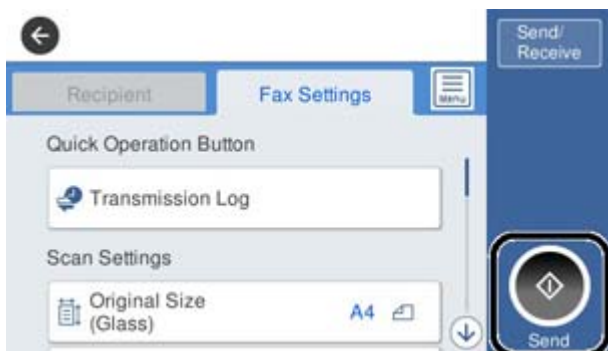 Send/
Receive
Recipient
Fax Settings
Menu
Quick Operation Button
Transmission Log
Scan Settings
Original Size
(Glass)
A4
Send